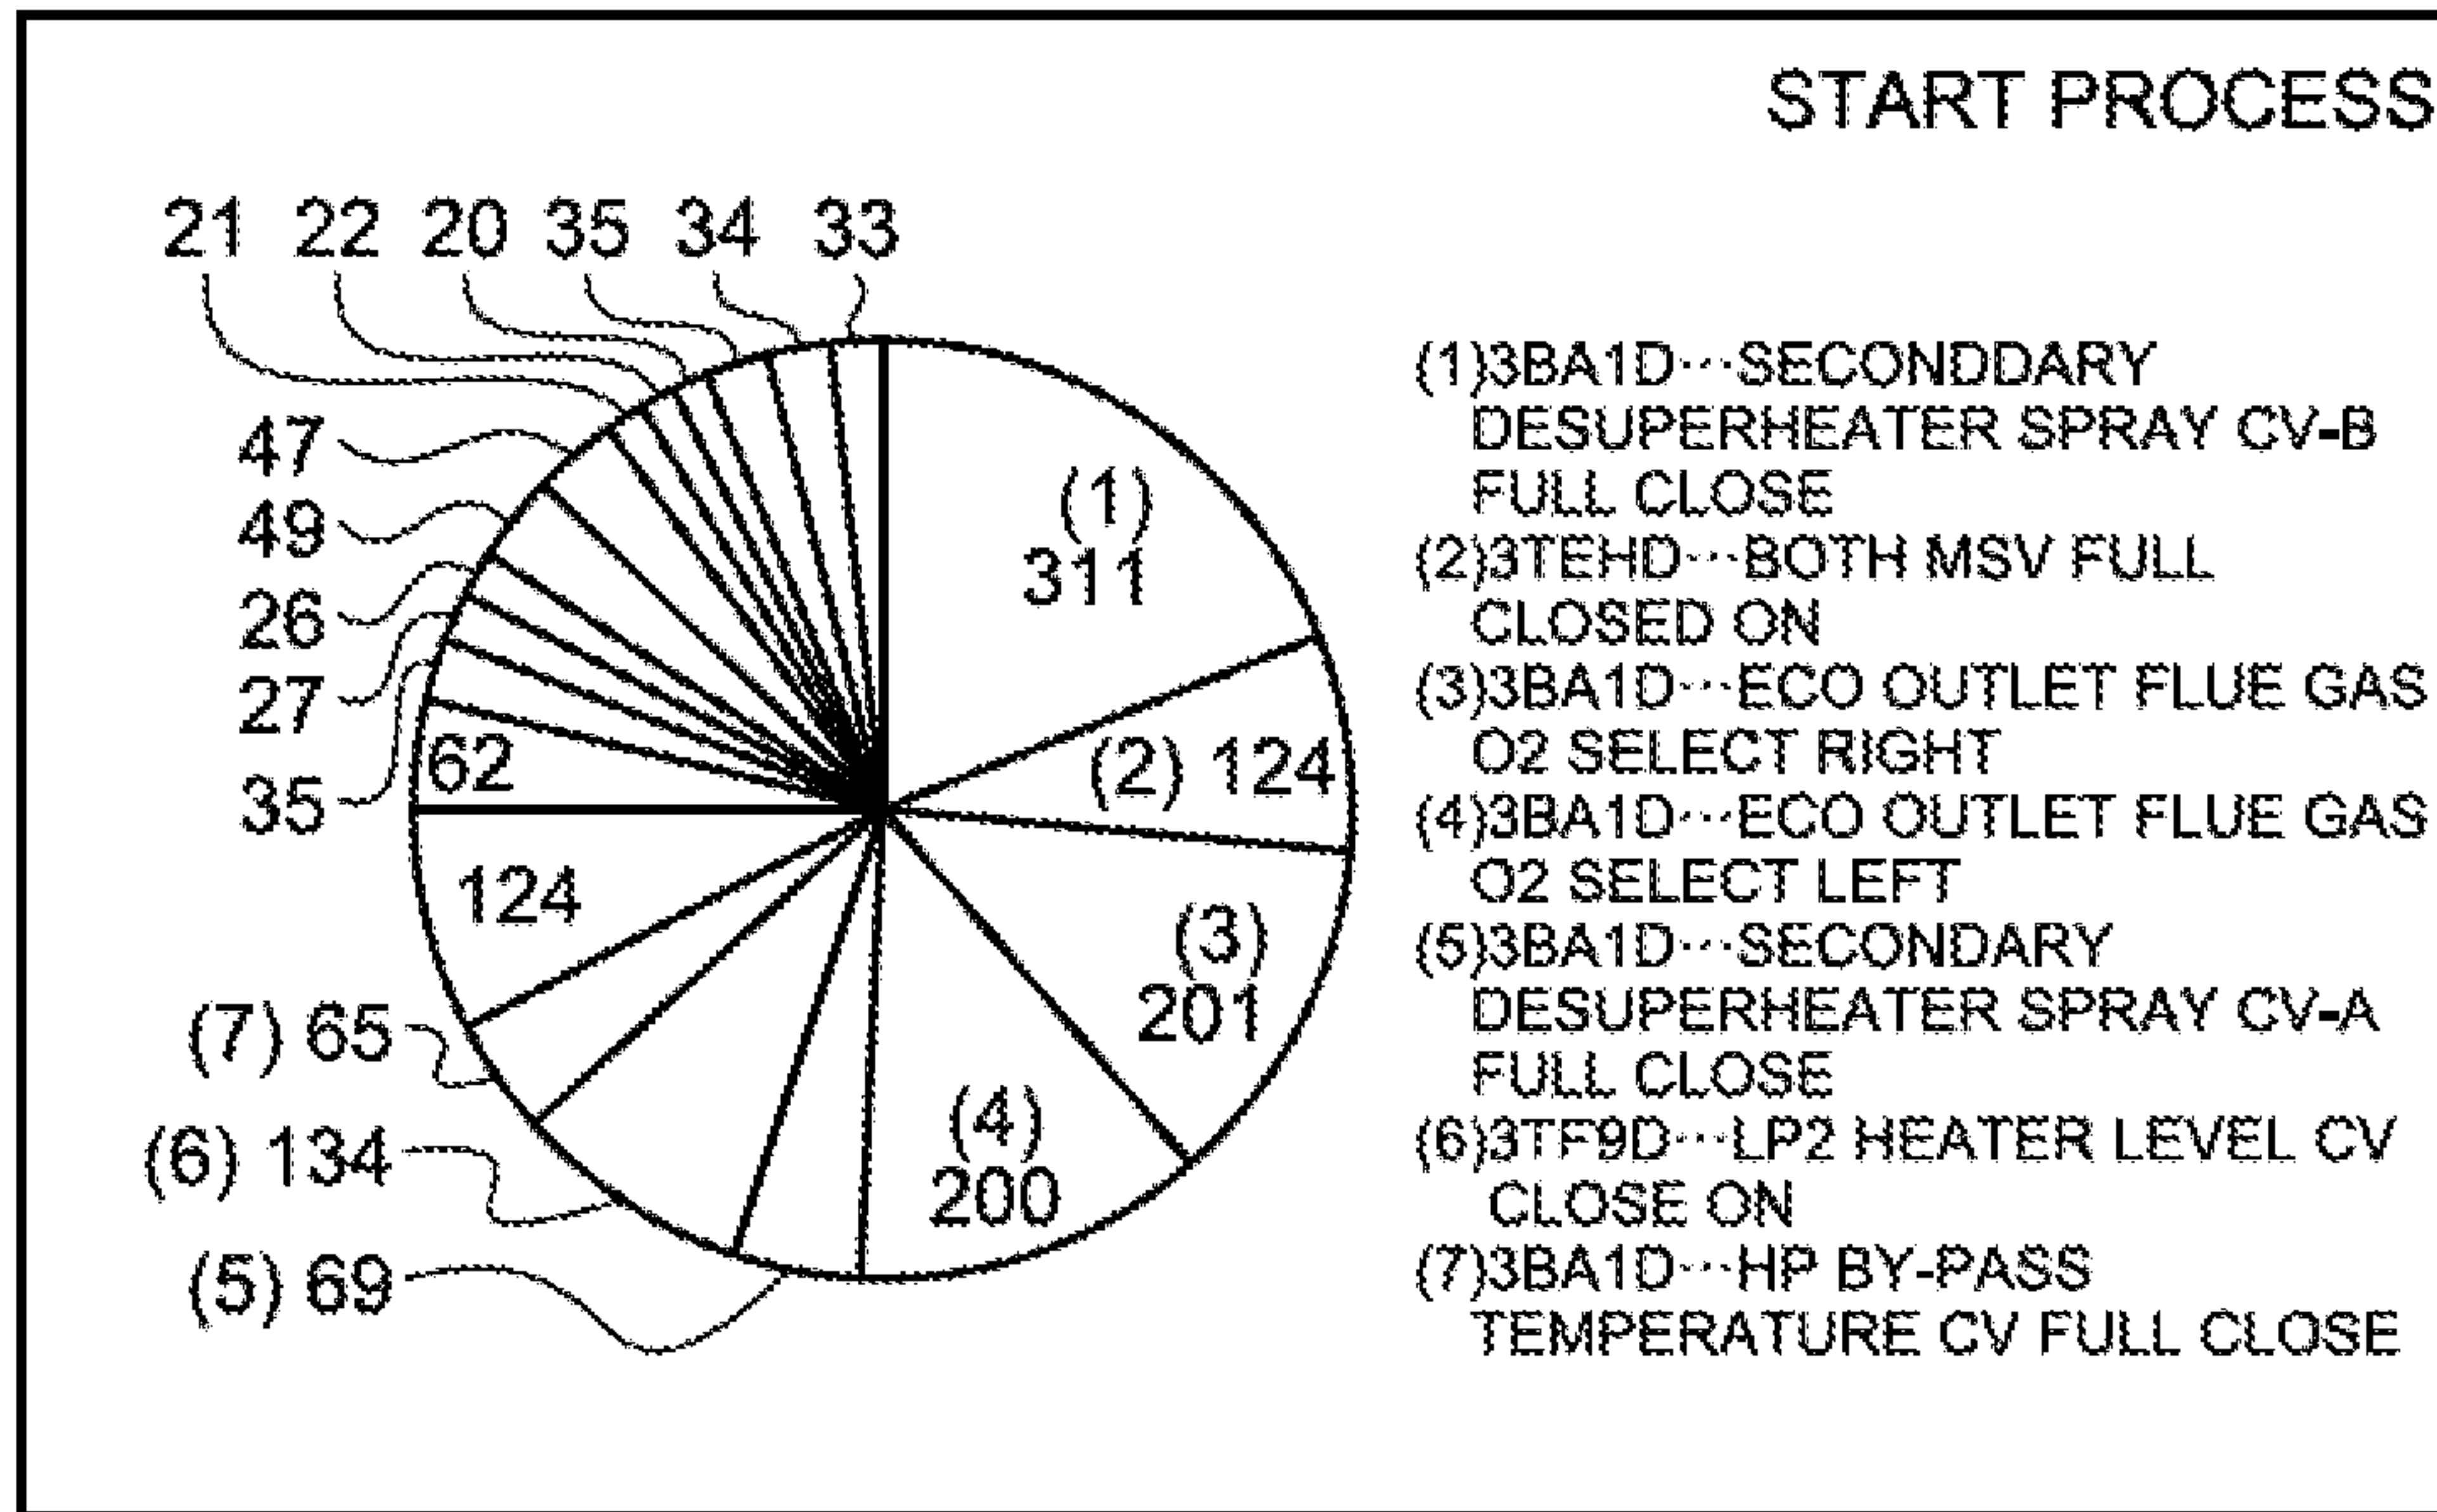 START PROCESS
21 22 20 35 34 33
47
49
26
27
35
62
124
(7) 65
(6) 134
(5) 69
(1)
311
(2) 124
(3)
201
(4)
200
(1)3BA1D···SECONDDARY
DESUPERHEATER SPRAY CV-B
FULL CLOSE
(2)3TEHD···BOTH MSV FULL
CLOSED ON
(3)3BA1D···ECO OUTLET FLUE GAS
O2 SELECT RIGHT
(4)3BA1D···ECO OUTLET FLUE GAS
O2 SELECT LEFT
(5)3BA1D···SECONDARY
DESUPERHEATER SPRAY CV-A
FULL CLOSE
(6)3TF9D···LP2 HEATER LEVEL CV
CLOSE ON
(7)3BA1D···HP BY-PASS
TEMPERATURE CV FULL CLOSE